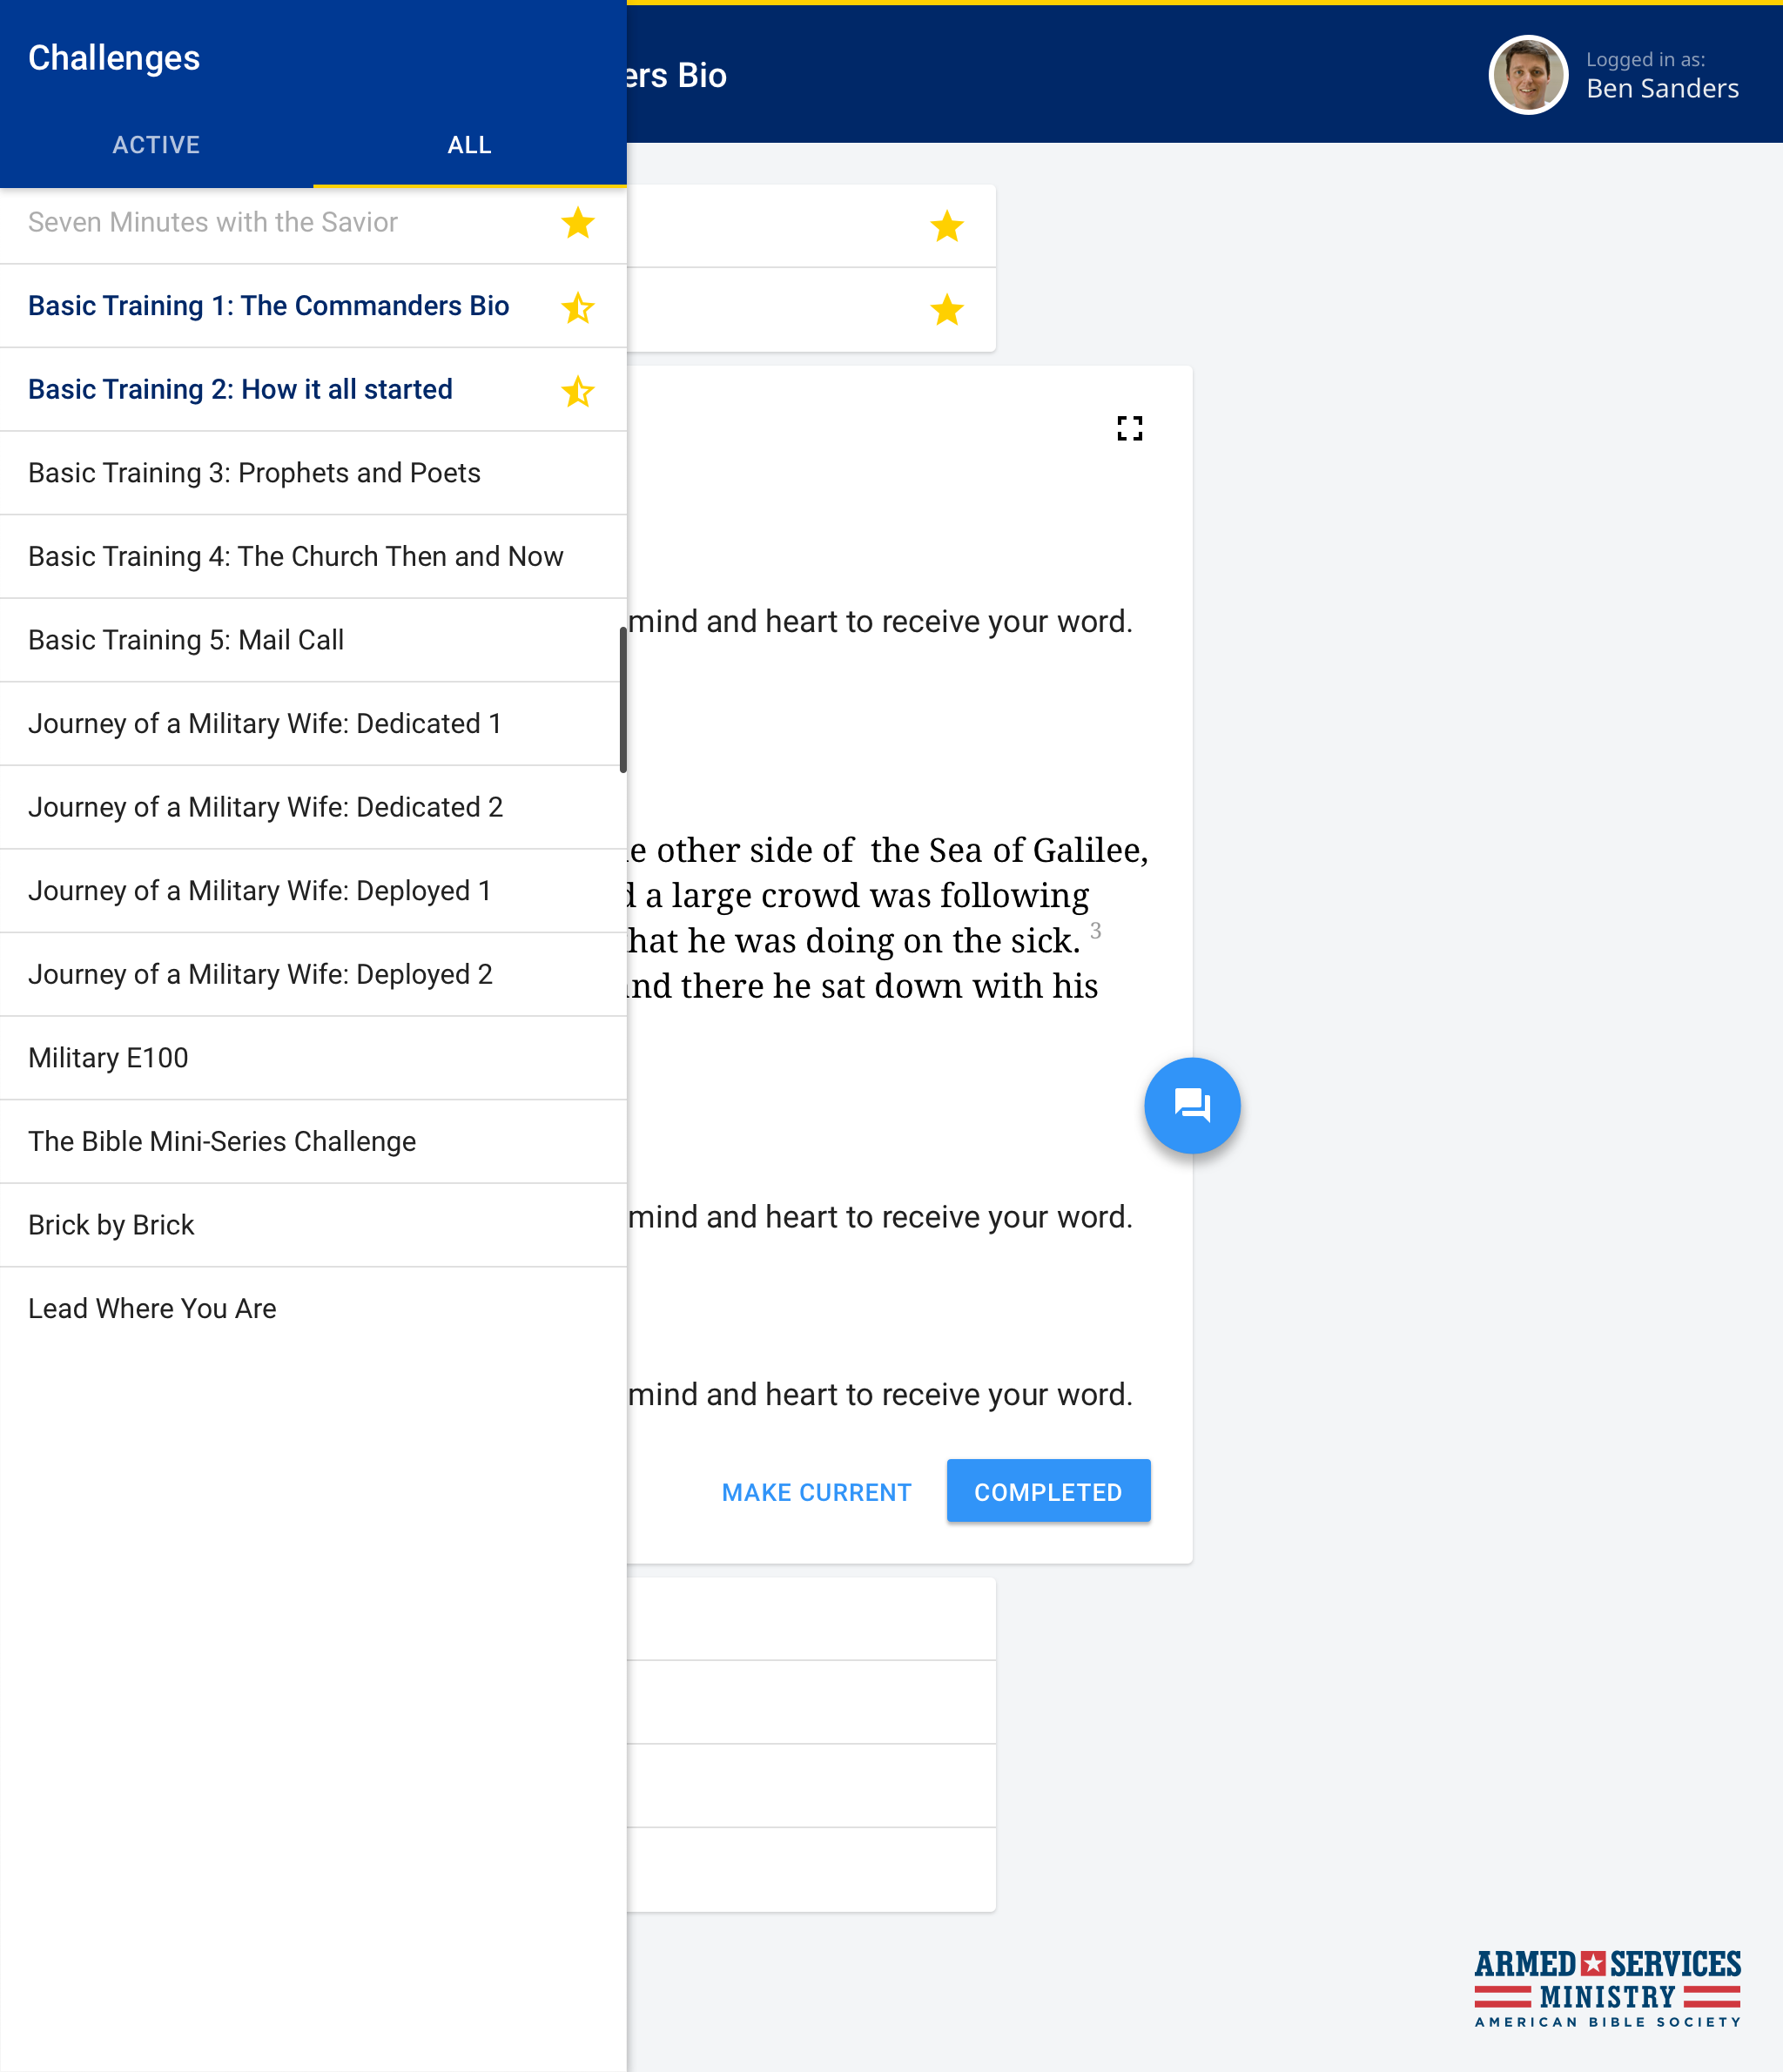 Challenges
ACTIVE
ALL
Bio
Logged in as:
Ben Sanders
Seven Minutes with the Savior
Basic Training 1: The Commanders Bio
Basic Training 2: How it all started
Basic Training 3: Prophets and Poets
Basic Training 4: The Church Then and Now
Basic Training 5: Mail Call
Journey of a Military Wife: Dedicated 1
Journey of a Military Wife: Dedicated 2
Journey of a Military Wife: Deployed 1
Journey of a Military Wife: Deployed 2
Military E100
The Bible Mini-Series Challenge
Brick by Brick
Lead Where You Are
mind and heart to receive your word.
other side of the Sea of Galilee,
a large crowd was following
he was doing on the sick. 3
there he sat down with his
mind and heart to receive your word.
mind and heart to receive your word.
MAKE CURRENT
COMPLETED
ARMED SERVICES
MINISTRY
AMERICAN BIBLE SOCIETY